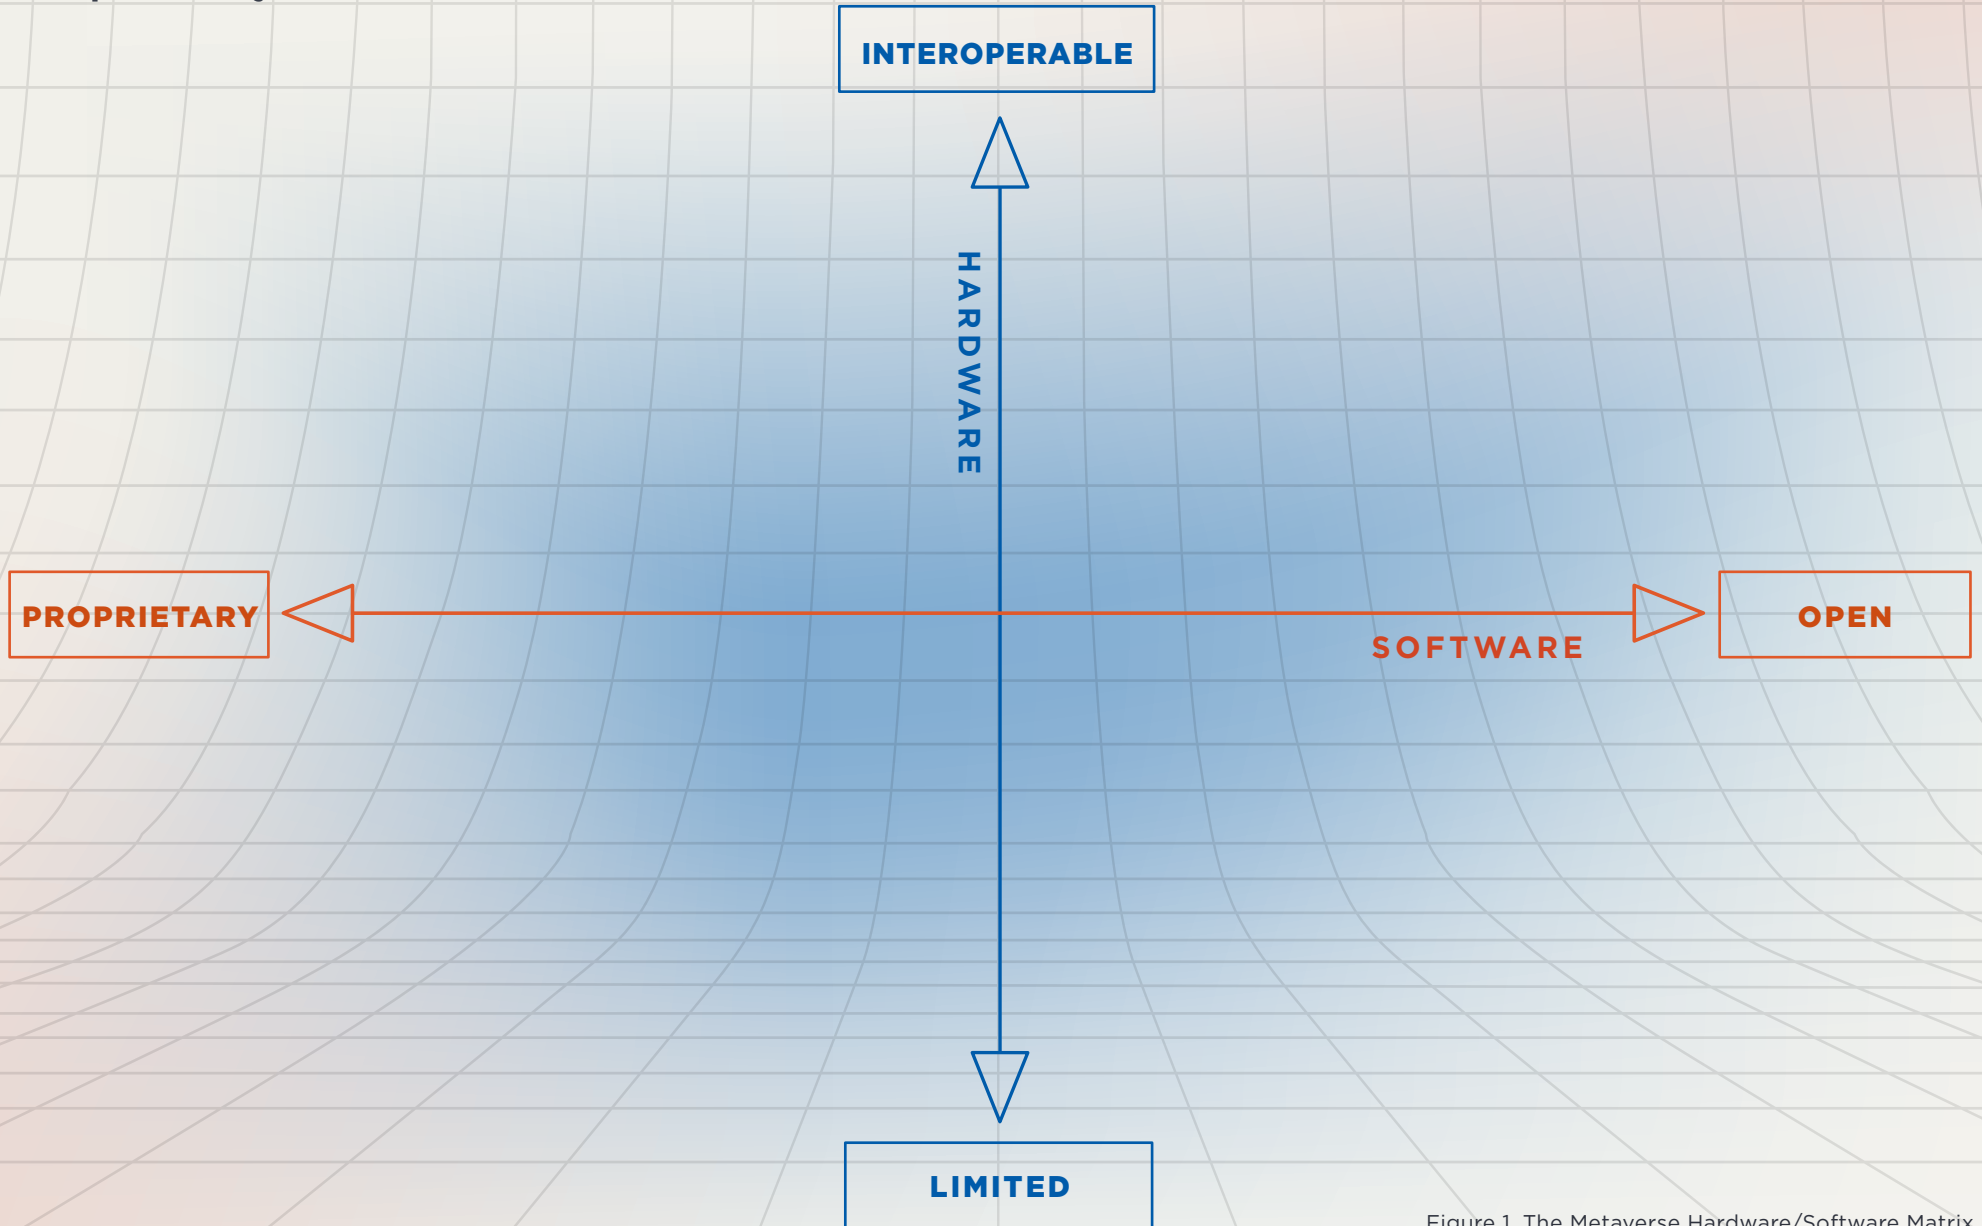 INTEROPERABLE
HARDWARE
PROPRIETARY
OPEN
SOFTWARE
LIMITED
Figure 1. The Metaverse Hardware/Software Matrix